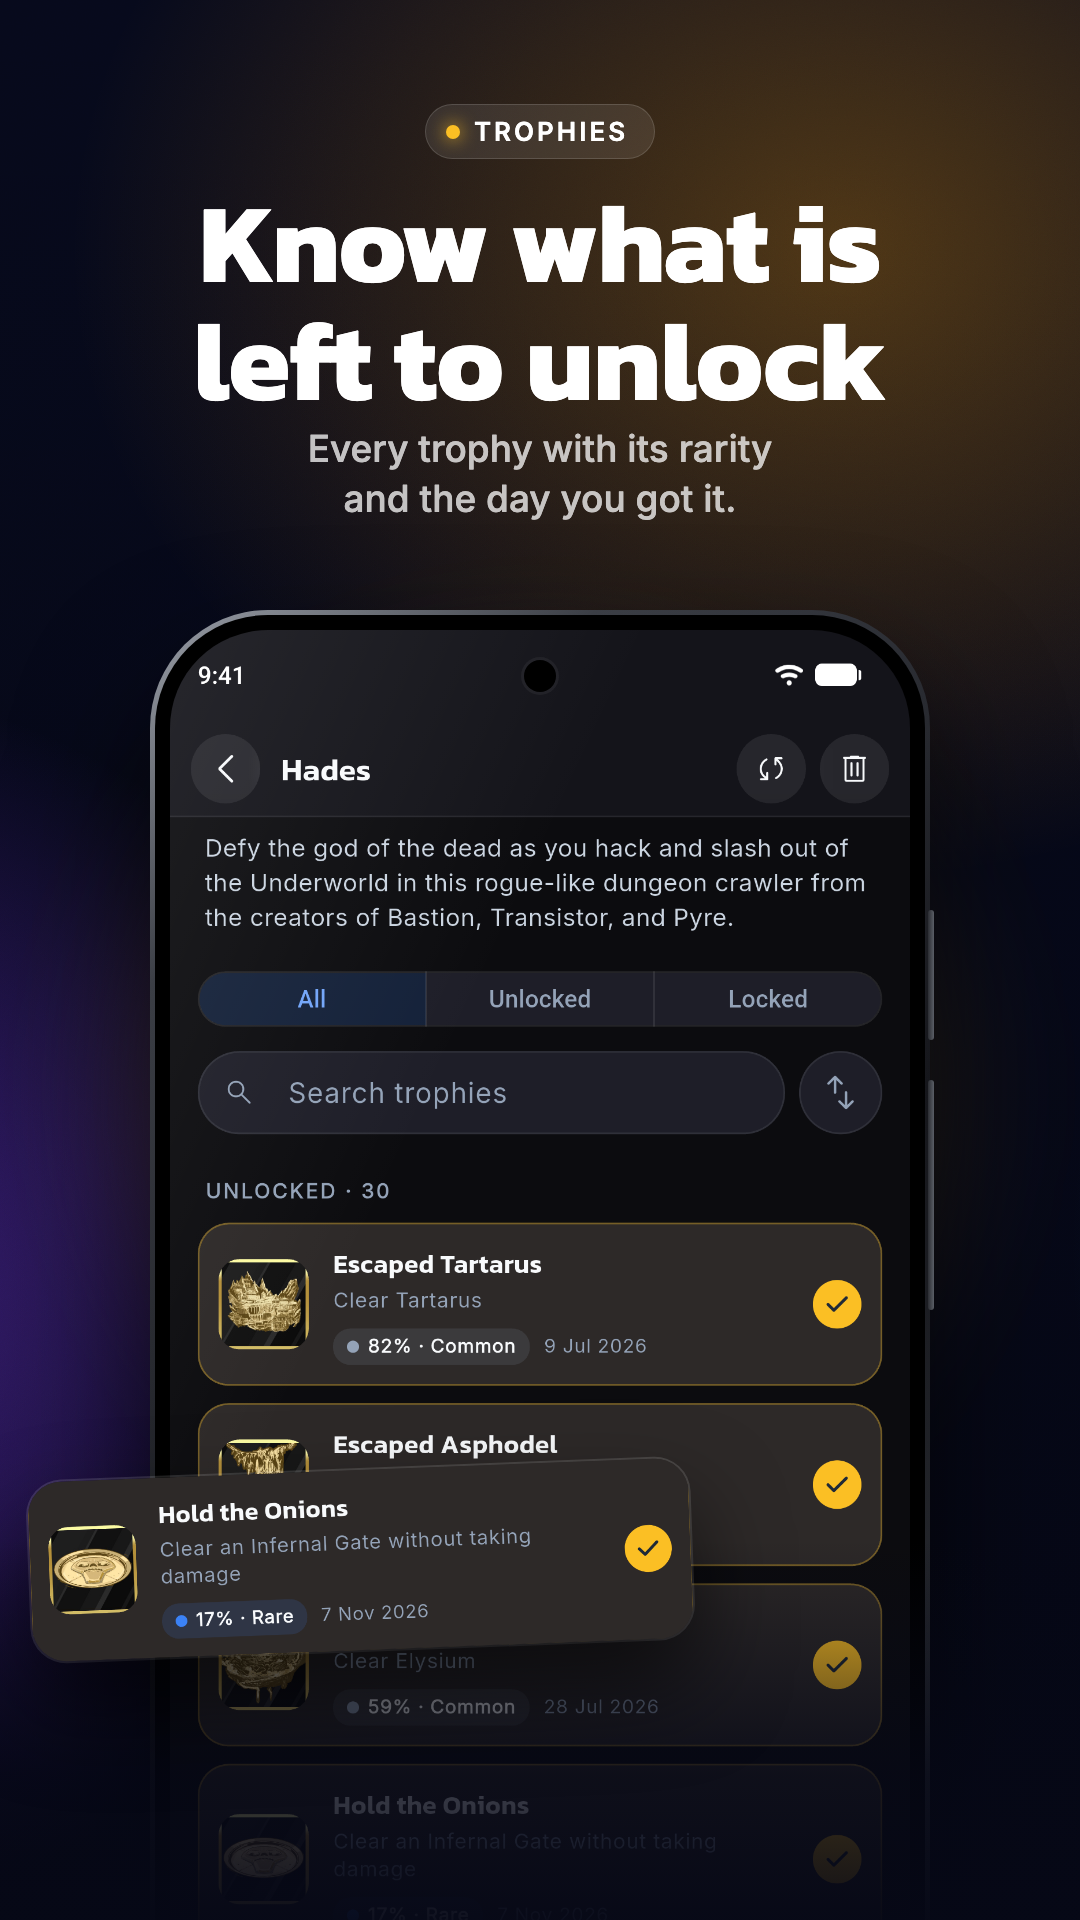 TROPHIES
Know what is
left to unlock
Every trophy with its rarity
and the day you got it.
9:41
Hades
Defy the god of the dead as you hack and slash out of
the Underworld in this rogue-like dungeon crawler from
the creators of Bastion, Transistor, and Pyre.
All
Unlocked
Locked
Search trophies
UNLOCKED · 30
Escaped Tartarus
Clear Tartarus
82% · Common 9 Jul 2026
Escaped Asphodel
Hold the Onions
Clear an Infernal Gate without taking
damage
17% · Rare 7 Nov 2026
Clear Elysium
59% · Common 28 Jul 2026
Hold the Onions
Clear an Infernal Gate without taking
damage
17% · Rare 7 Nov 2026